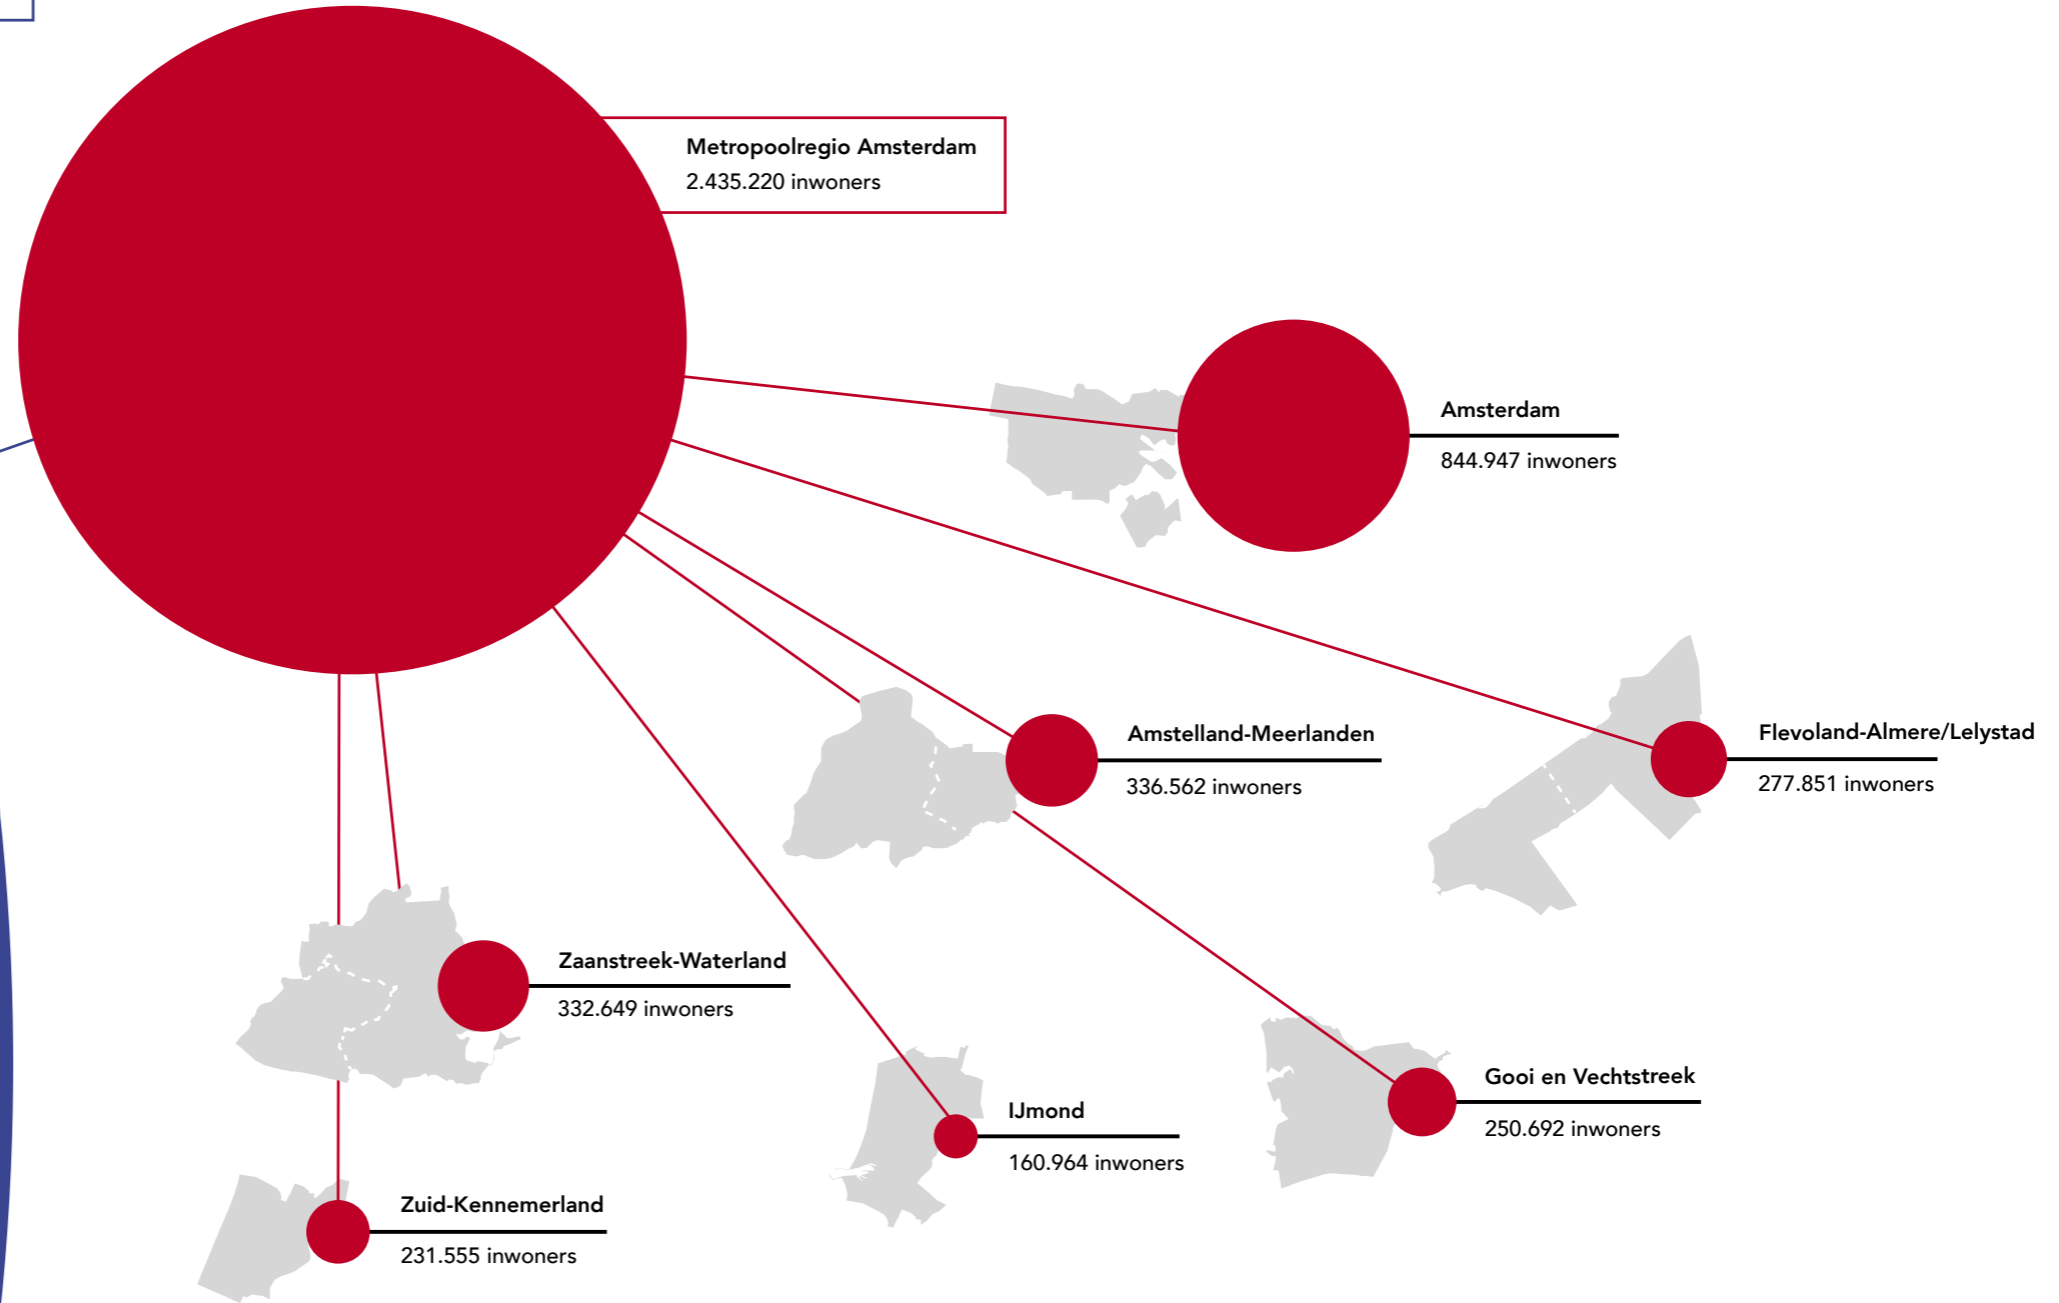 Metropoolregio Amsterdam
2.435.220 inwoners
Amsterdam
844.947 inwoners
Flevoland-Almere/Lelystad
277.851 inwoners
Amstelland-Meerlanden
336.562 inwoners
Zaanstreek-Waterland
332.649 inwoners
Gooi en Vechtstreek
250.692 inwoners
IJmond
160.964 inwoners
Zuid-Kennemerland
231.555 inwoners